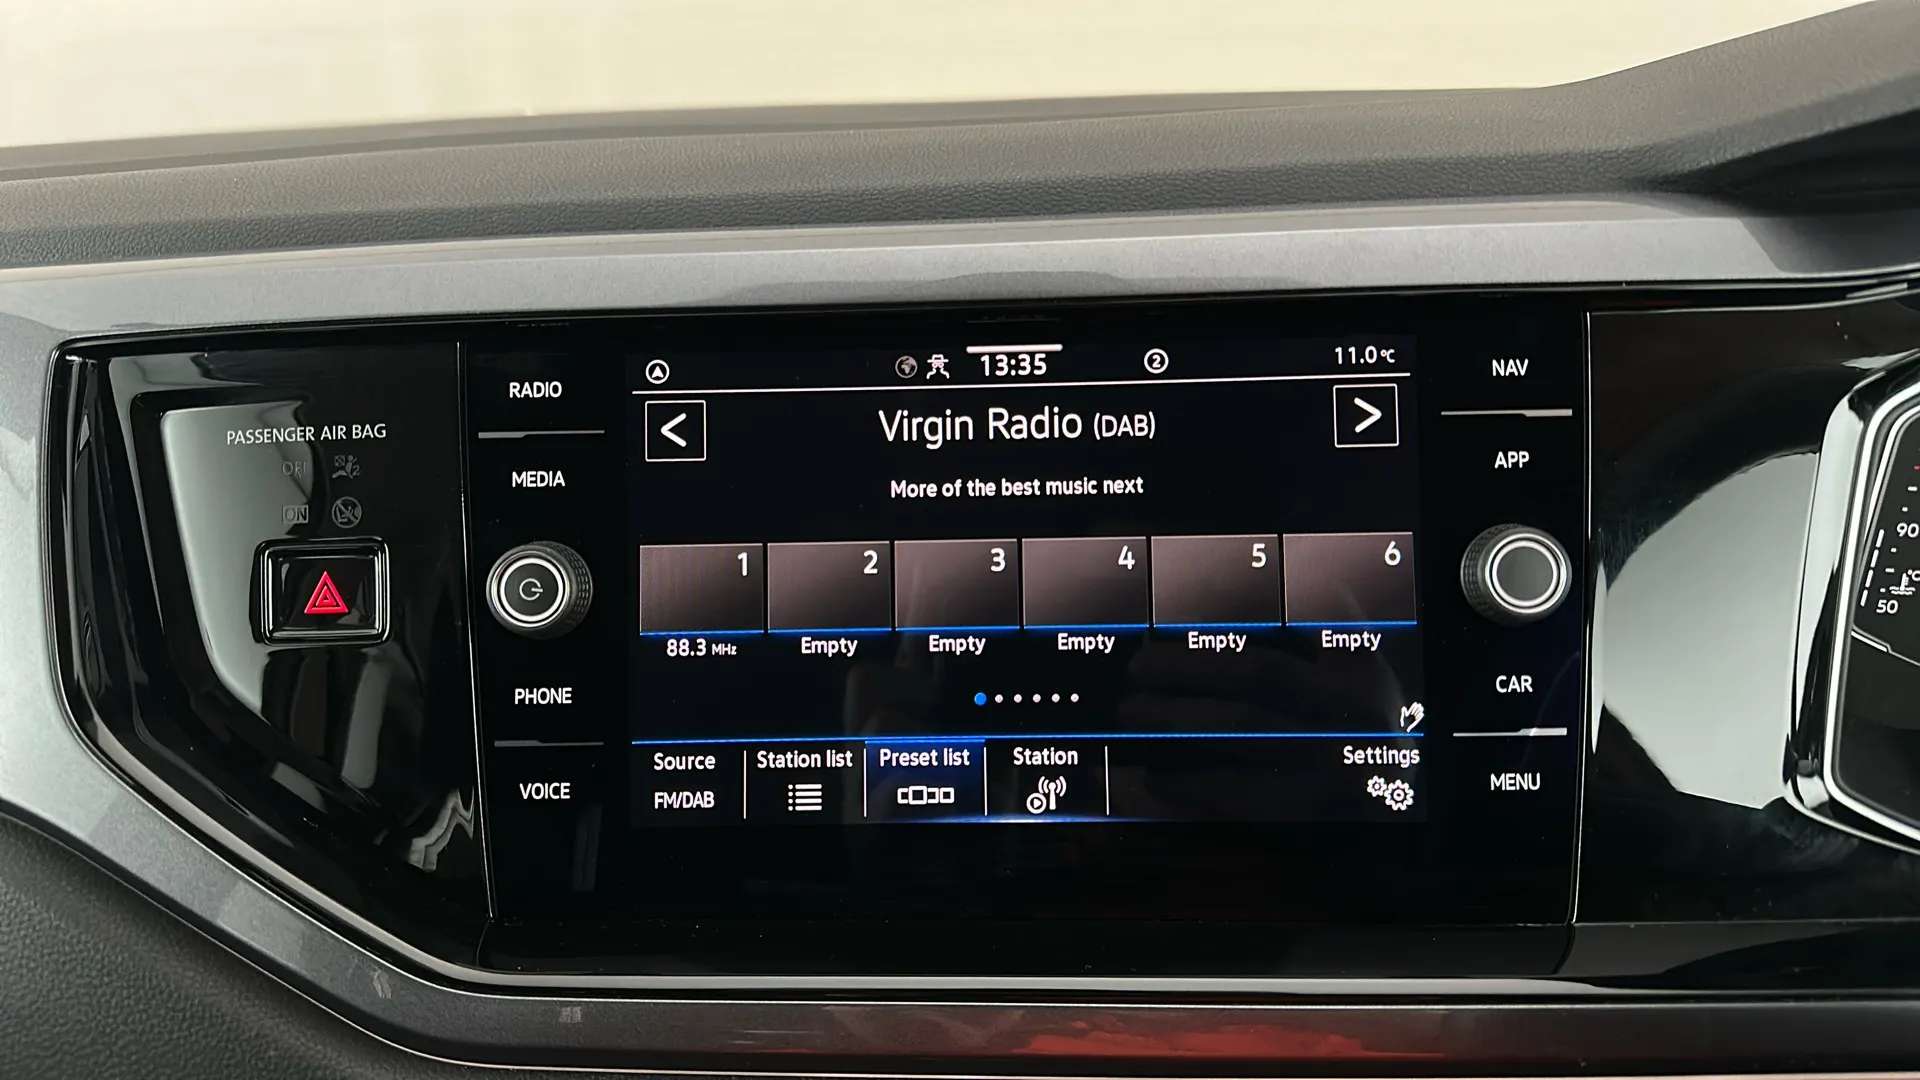 PASSENGER AIR BAG
OFF
ON
RADIO
MEDIA
PHONE
VOICE
13:35
2
11.0°C
<
Virgin Radio (DAB)
>
More of the best music next
1
2
3
4
5
6
88.3 MHz
Empty
Empty
Empty
Empty
Empty
Source
FM/DAB
Station list
Preset list
Station
Settings
NAV
APP
CAR
MENU
90
°C
50